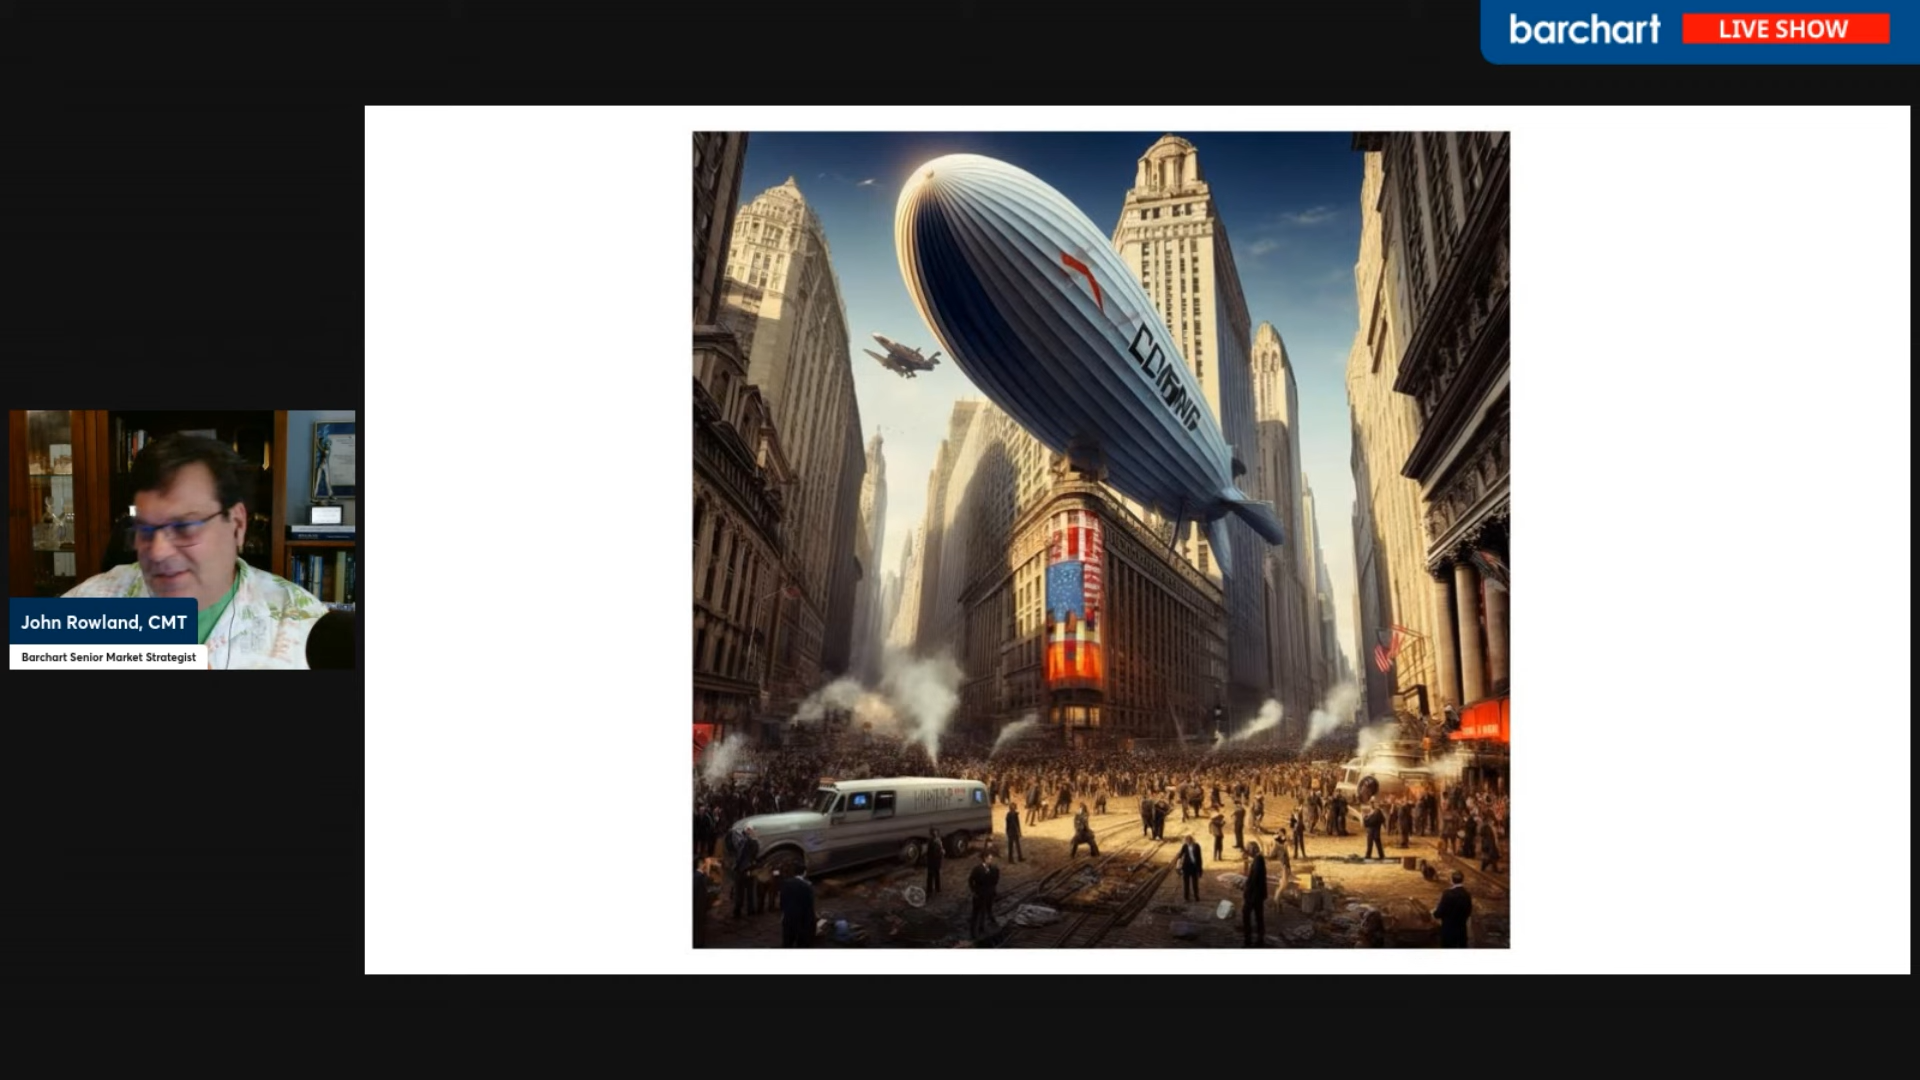 barchart LIVE SHOW
John Rowland, CMT
Barchart Senior Market Strategist